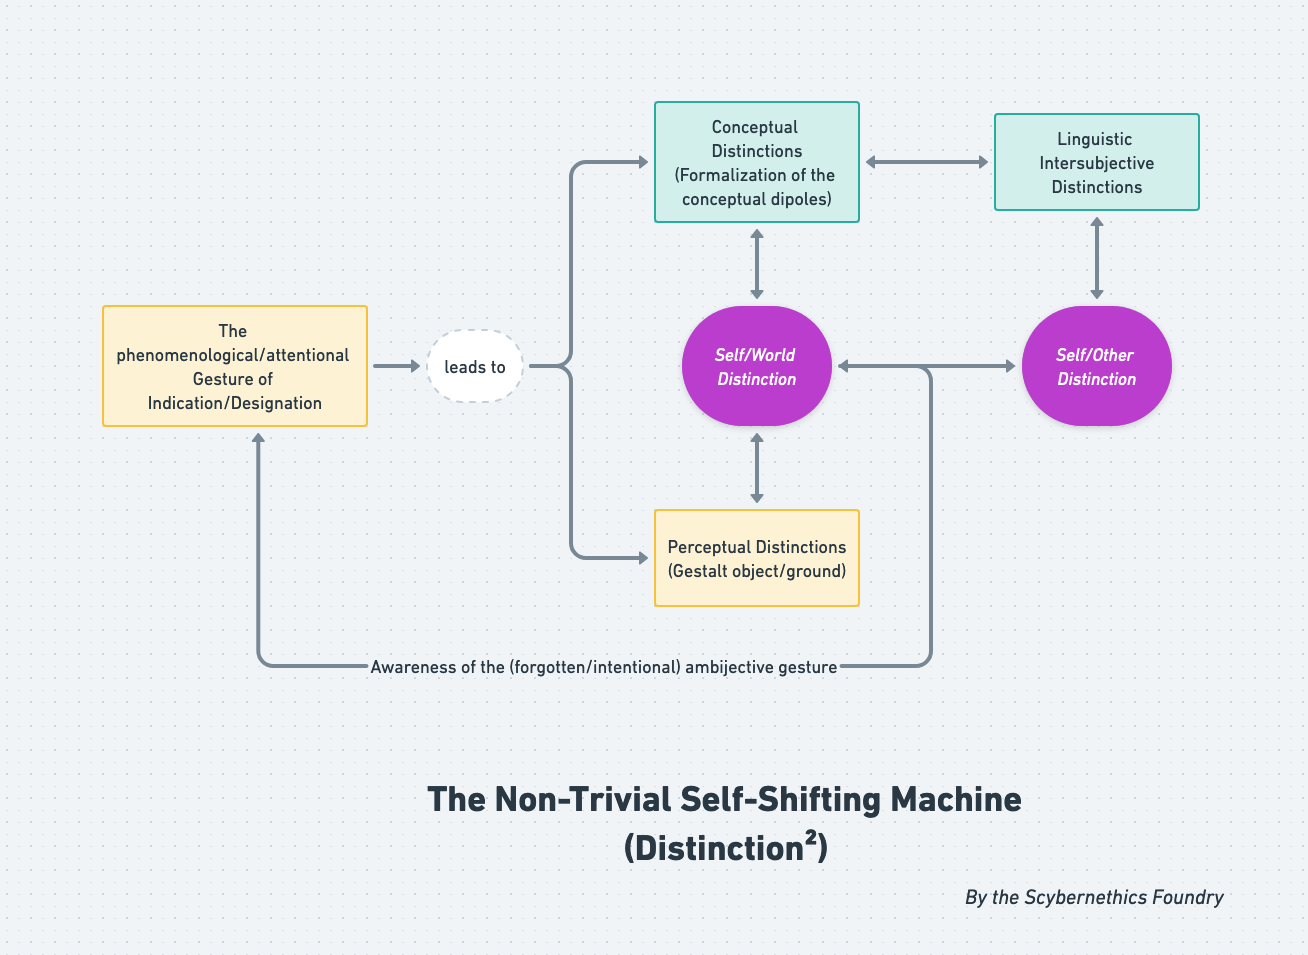 Conceptual
Distinctions
(Formalization of the
conceptual dipoles)
Linguistic
Intersubjective
Distinctions
The
phenomenological/attentional
Gesture of
Indication/Designation
leads to
Self/World
Distinction
Self/Other
Distinction
Perceptual Distinctions
(Gestalt object/ground)
Awareness of the (forgotten/intentional) ambijective gesture
The Non-Trivial Self-Shifting Machine
(Distinction²)
By the Scybernethics Foundry